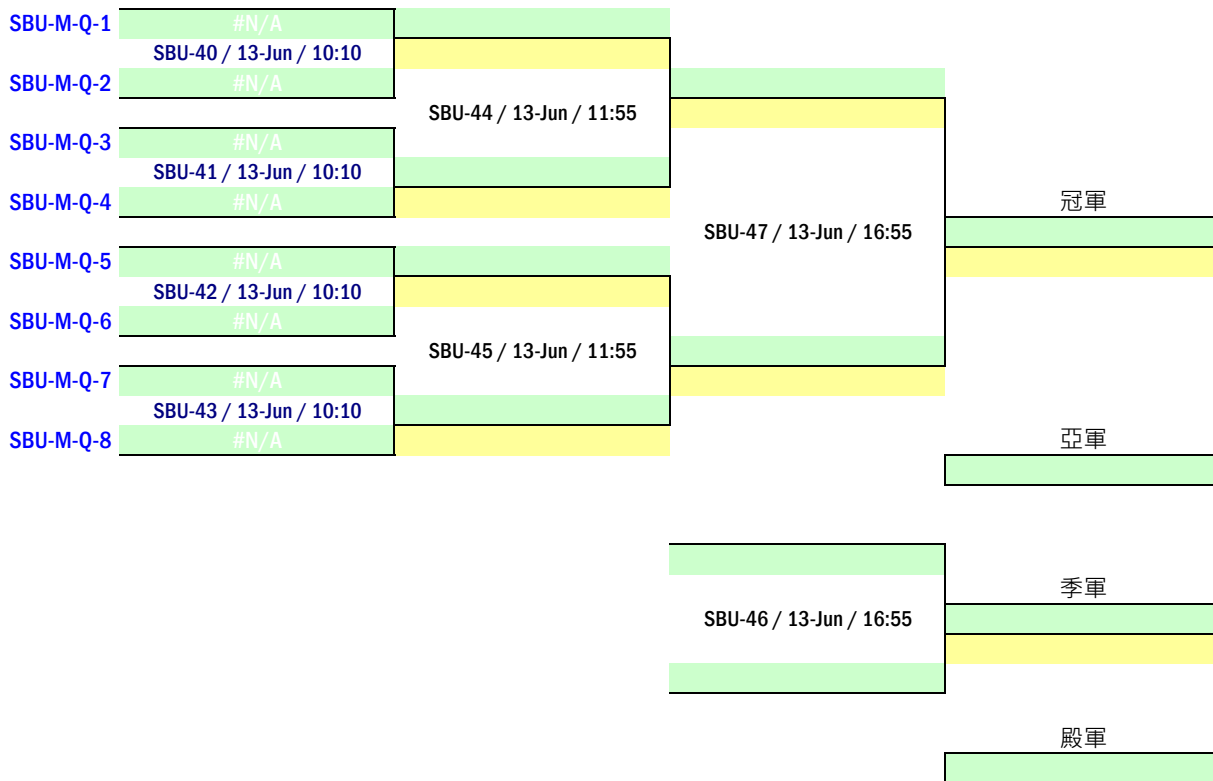 SBU-M-Q-1 #N/A
SBU-40 / 13-Jun / 10:10
SBU-M-Q-2 #N/A
SBU-44 / 13-Jun / 11:55
SBU-M-Q-3 #N/A
SBU-41 / 13-Jun / 10:10
SBU-M-Q-4 #N/A
冠軍
SBU-47 / 13-Jun / 16:55
SBU-M-Q-5 #N/A
SBU-42 / 13-Jun / 10:10
SBU-M-Q-6 #N/A
SBU-45 / 13-Jun / 11:55
SBU-M-Q-7 #N/A
SBU-43 / 13-Jun / 10:10
SBU-M-Q-8 #N/A
亞軍
季軍
SBU-46 / 13-Jun / 16:55
殿軍